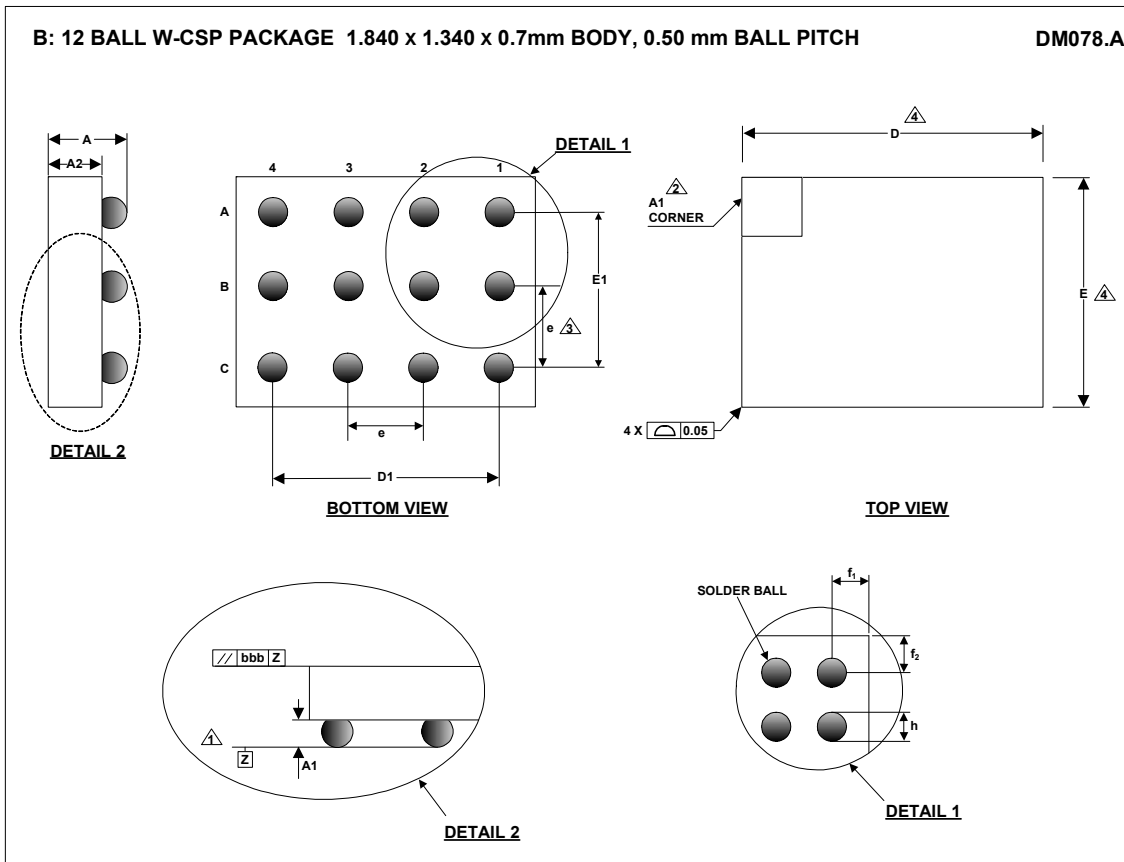 B: 12 BALL W-CSP PACKAGE 1.840 x 1.340 x 0.7mm BODY, 0.50 mm BALL PITCH
DM078.A
A
A2
DETAIL 2
DETAIL 1
4 3 2 1
A
B
C
E1
e 3
e
D1
BOTTOM VIEW
4
D
2
A1
CORNER
E 4
4 X 0.05
TOP VIEW
// bbb Z
1
Z
A1
DETAIL 2
SOLDER BALL
f₁
f₂
h
DETAIL 1